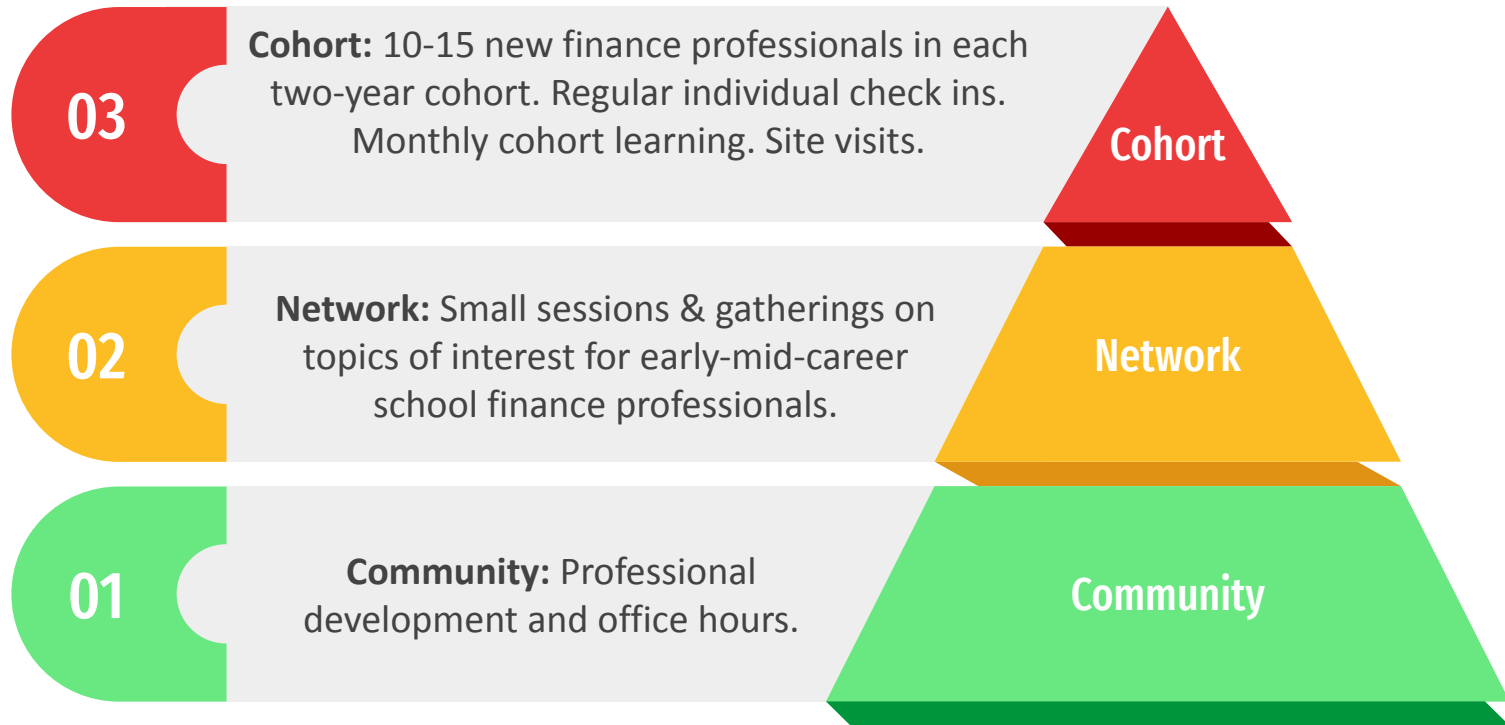 03
Cohort: 10-15 new finance professionals in each
two-year cohort. Regular individual check ins.
Monthly cohort learning. Site visits.
Cohort
02
Network: Small sessions & gatherings on
topics of interest for early-mid-career
school finance professionals.
Network
01
Community: Professional
development and office hours.
Community